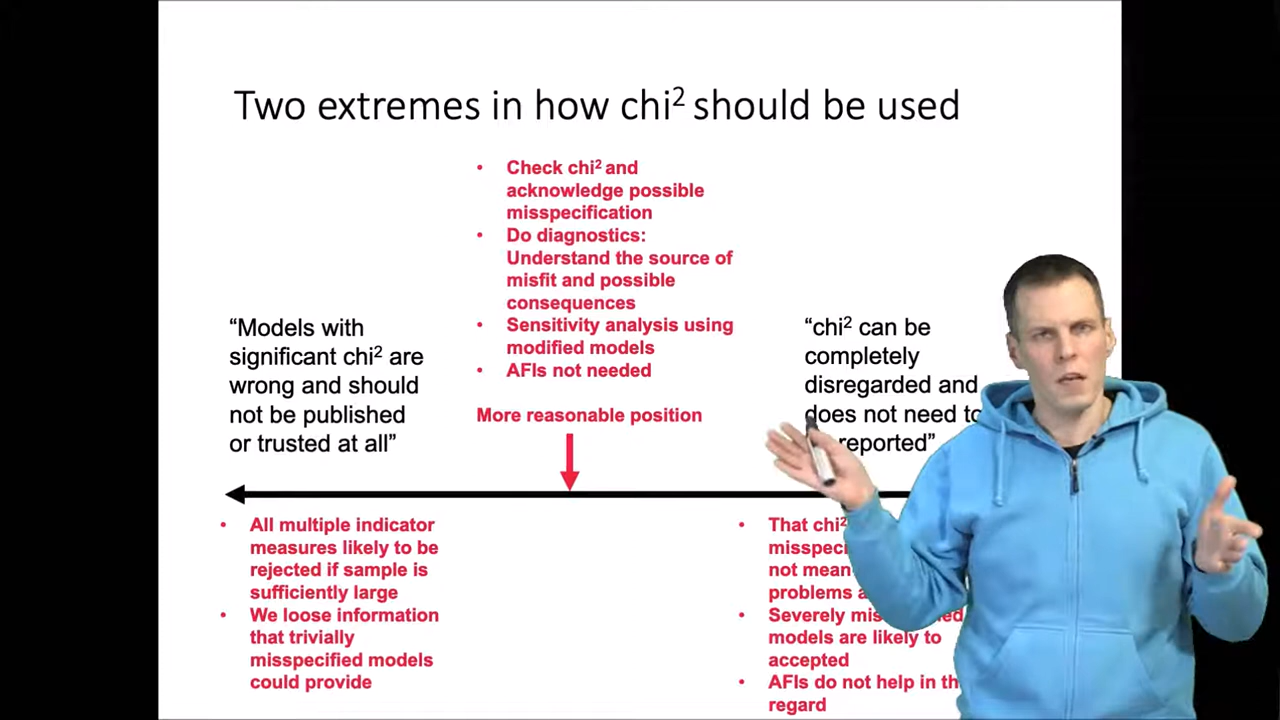 Two extremes in how chi² should be used
• Check chi² and
acknowledge possible
misspecification
• Do diagnostics:
Understand the source of
misfit and possible
consequences
• Sensitivity analysis using
modified models
• AFIs not needed
More reasonable position
“Models with
significant chi² are
wrong and should
not be published
or trusted at all”
“chi² can be
completely
disregarded and
does not need to
reported”
• All multiple indicator
measures likely to be
rejected if sample is
sufficiently large
• We loose information
that trivially
misspecified models
could provide
• That chi²
not mean
problems
• Severely
models are likely to
accepted
• AFIs do not help in
regard